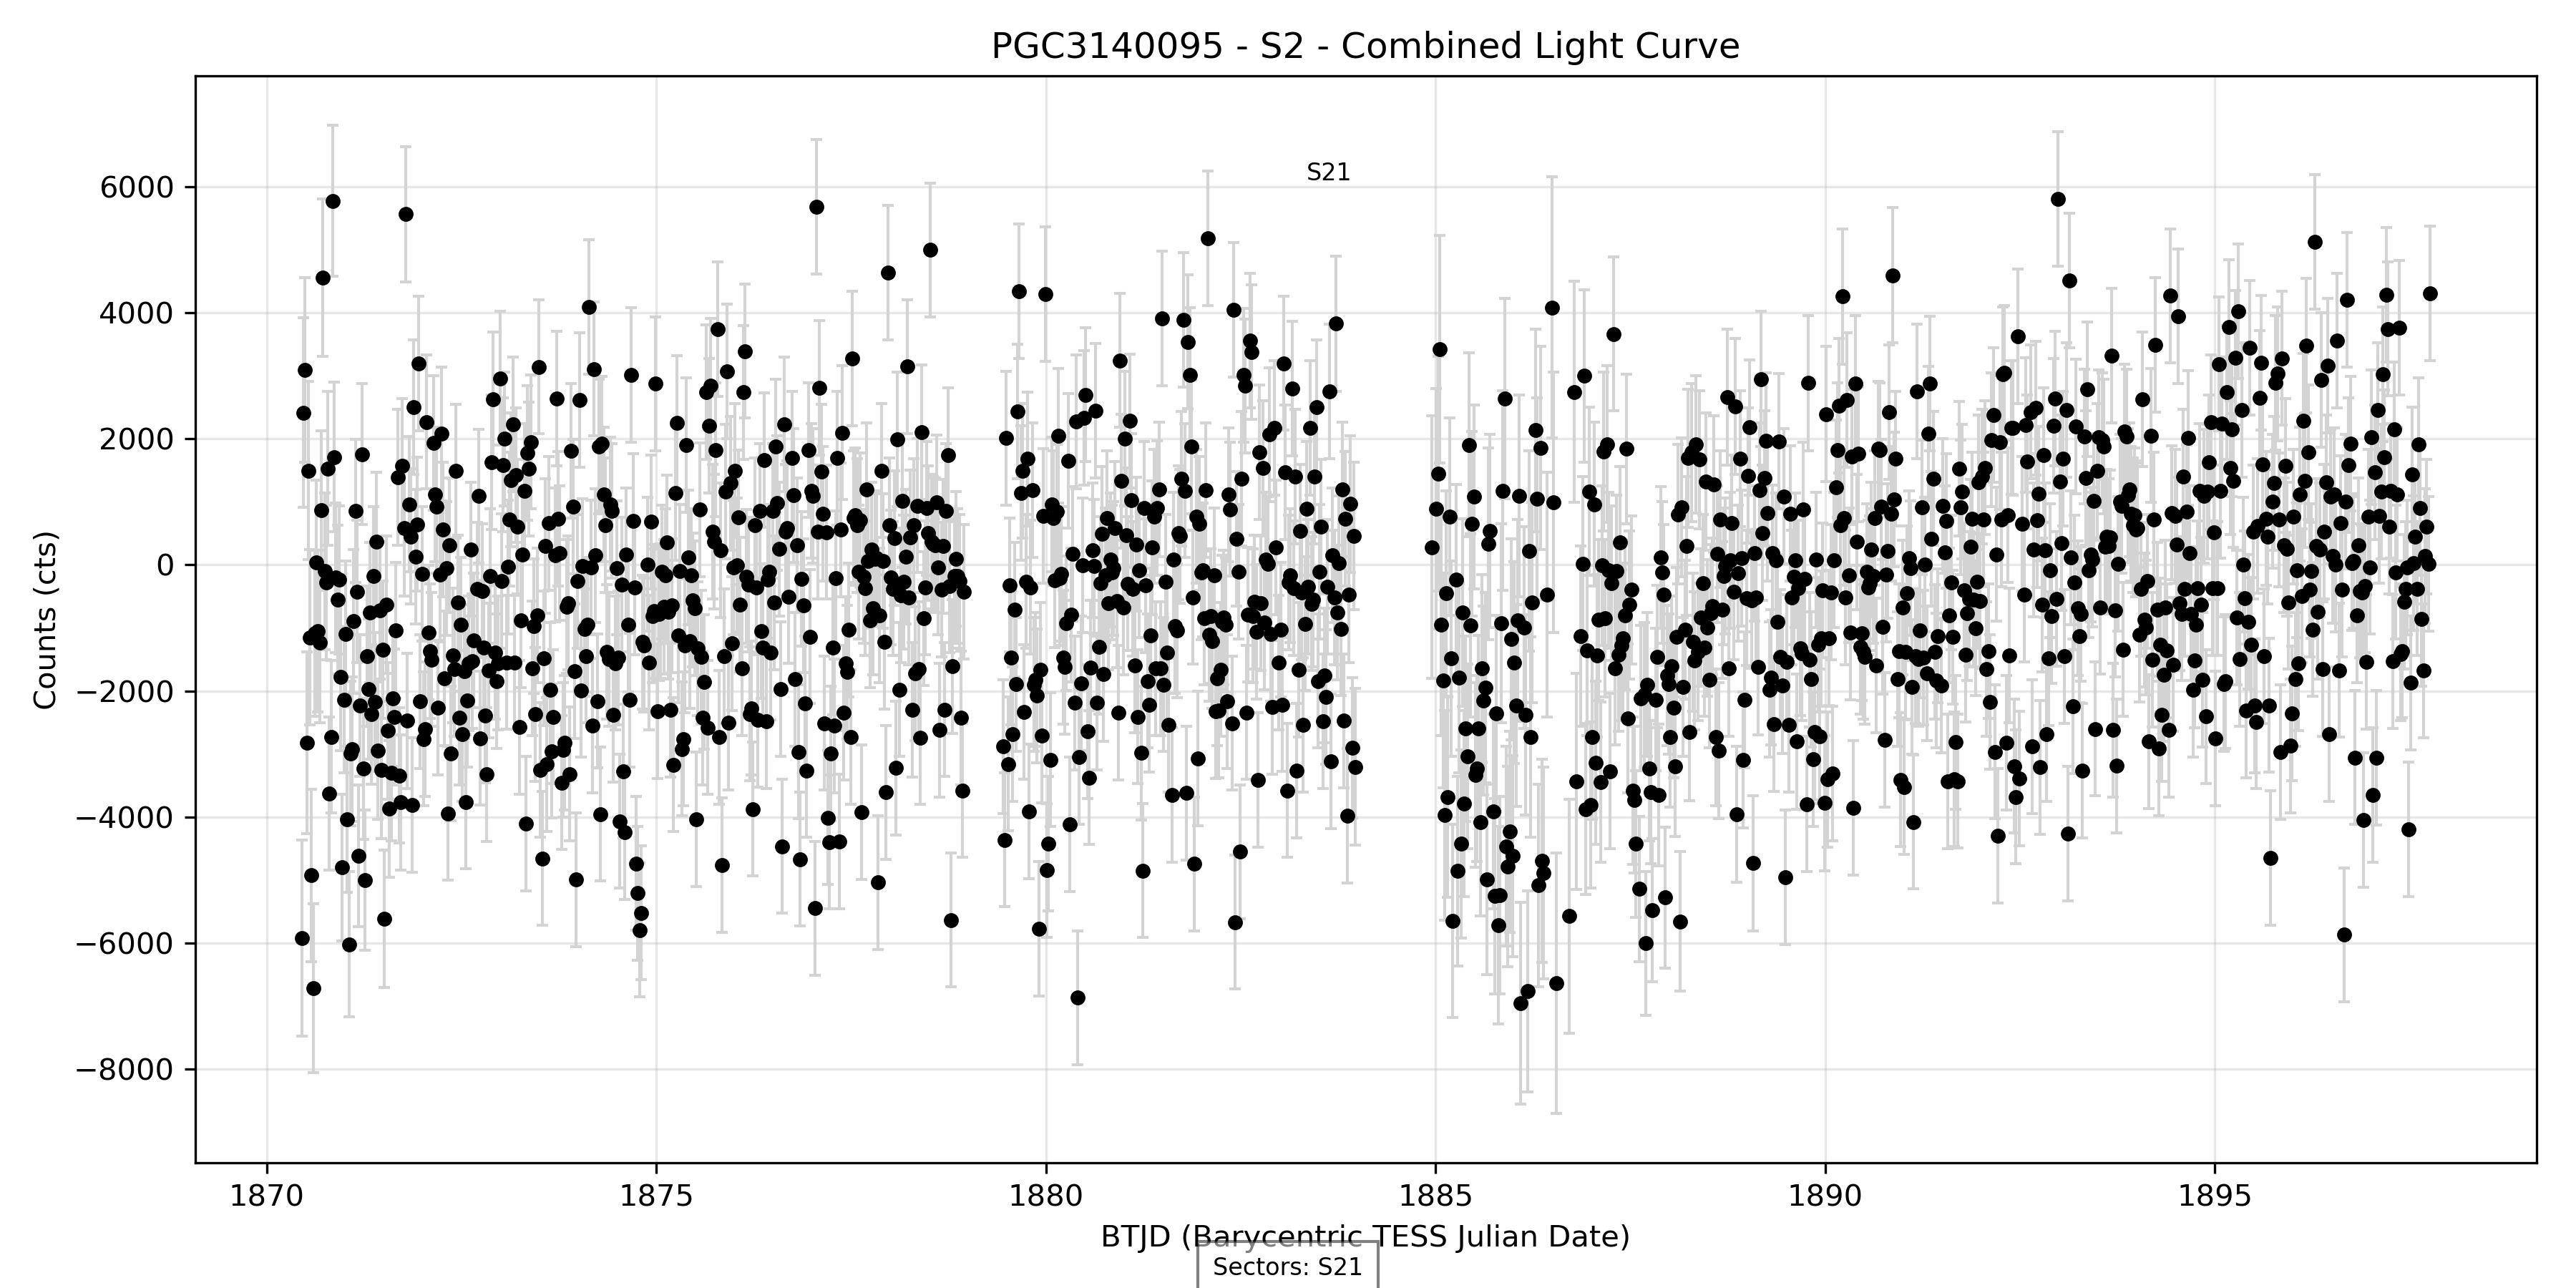 PGC3140095 - S2 - Combined Light Curve
S21
6000
4000
2000
0
−2000
−4000
−6000
−8000
Counts (cts)
1870 1875 1880 1885 1890 1895
BTJD (Barycentric TESS Julian Date)
Sectors: S21